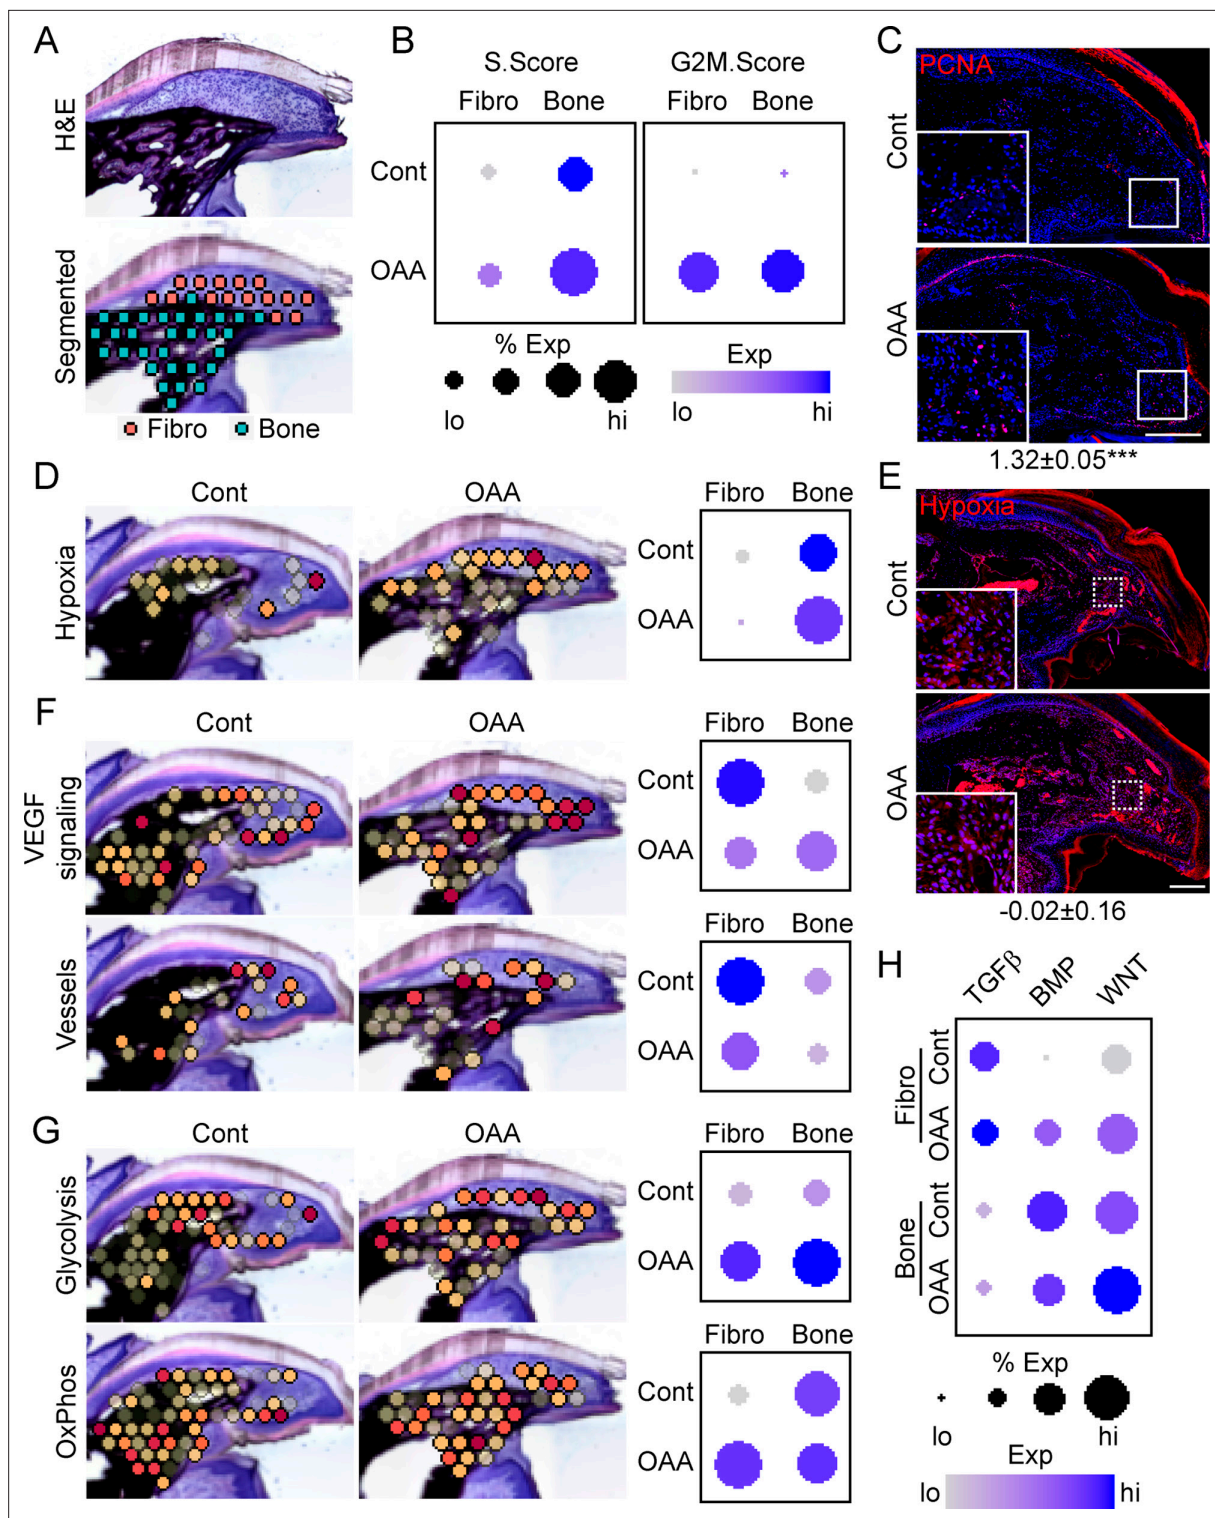 A
H&E
Segmented
Fibro Bone
B
S.Score G2M.Score
Fibro Bone Fibro Bone
Cont
OAA
% Exp
lo hi
Exp
lo hi
C
PCNA
Cont
OAA
1.32±0.05***
D
Cont OAA
Hypoxia
Fibro Bone
Cont
OAA
E
Hypoxia
Cont
OAA
-0.02±0.16
F
Cont OAA
VEGF
signaling
Fibro Bone
Cont
OAA
Vessels
Fibro Bone
Cont
OAA
G
Cont OAA
Glycolysis
Fibro Bone
Cont
OAA
OxPhos
Fibro Bone
Cont
OAA
H
TGFβ BMP WNT
Fibro
Cont
OAA
Bone
Cont
OAA
% Exp
lo hi
Exp
lo hi